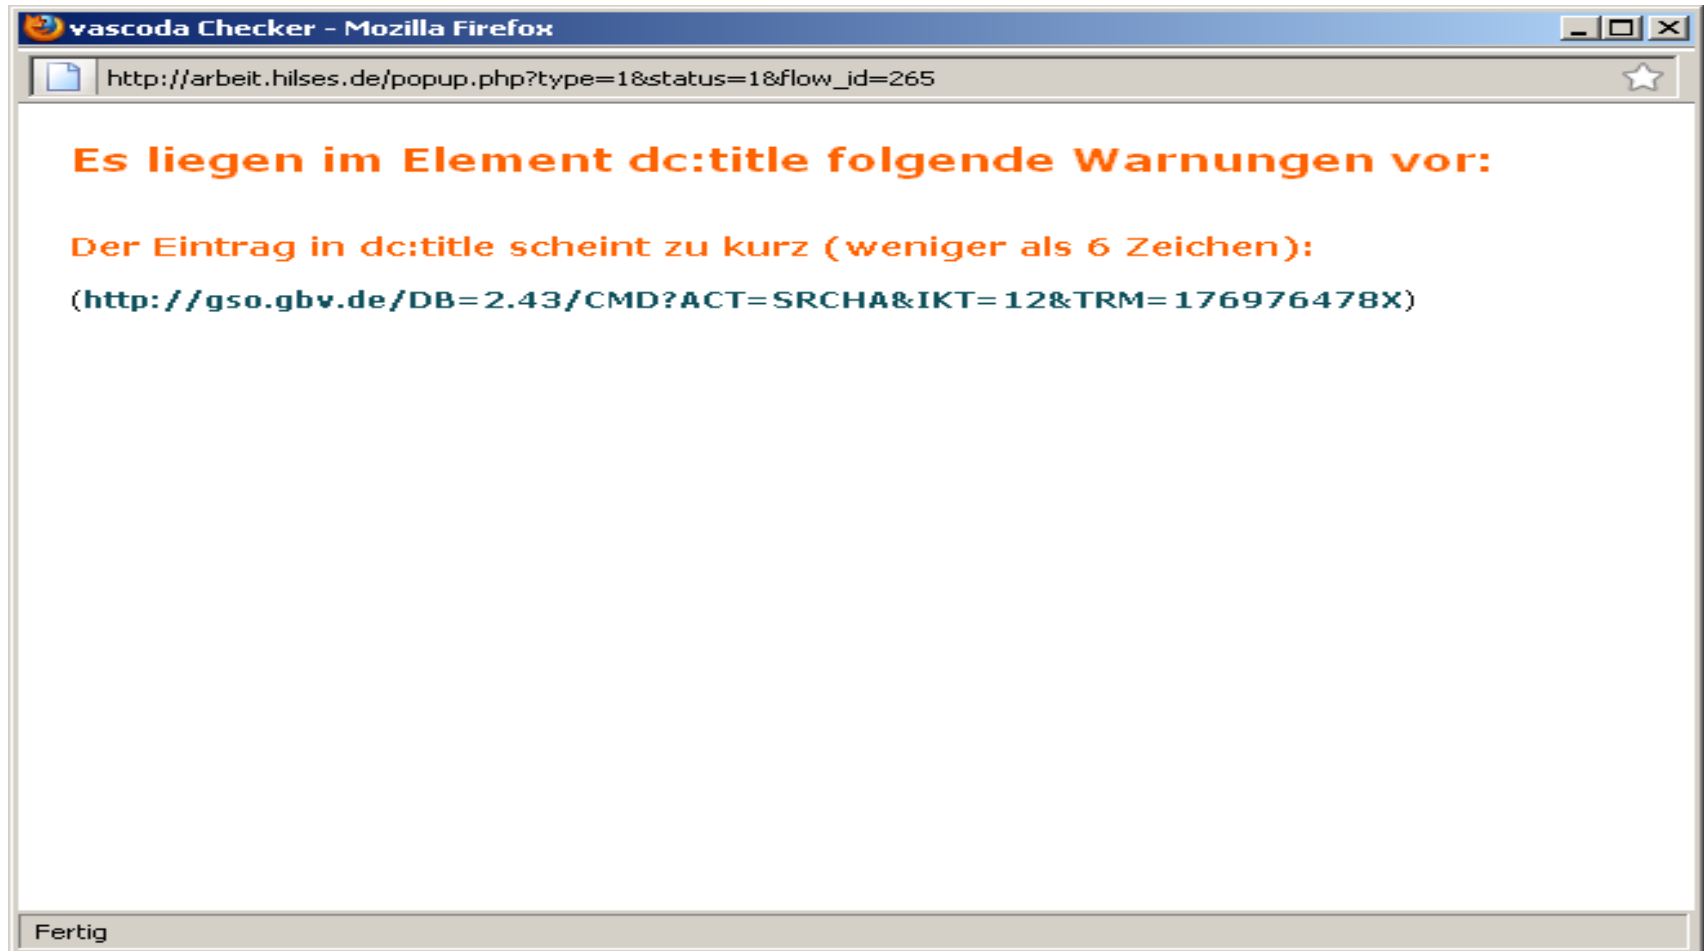 vascoda Checker - Mozilla Firefox
http://arbeit.hilses.de/popup.php?type=1&status=1&flow_id=265
Es liegen im Element dc:title folgende Warnungen vor:
Der Eintrag in dc:title scheint zu kurz (weniger als 6 Zeichen):
(http://gso.gbv.de/DB=2.43/CMD?ACT=SRCHA&IKT=12&TRM=176976478X)
Fertig